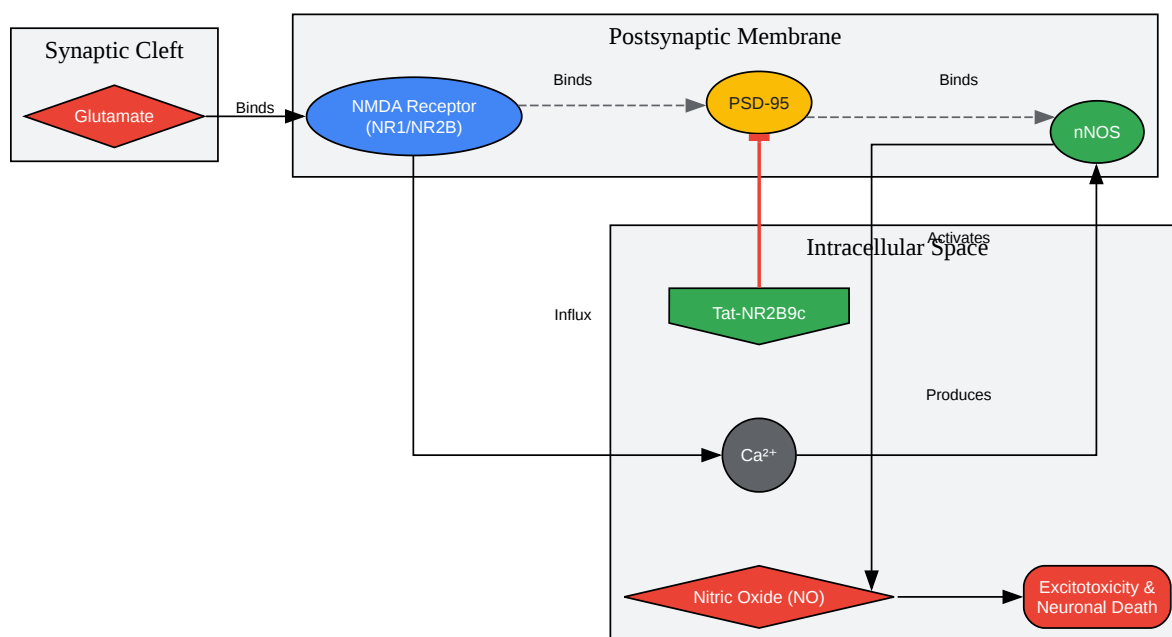 Synaptic Cleft
Postsynaptic Membrane
Glutamate
Binds
NMDA Receptor
(NR1/NR2B)
Binds
PSD-95
Binds
nNOS
Activates
Intracellular Space
Tat-NR2B9c
Influx
Produces
Ca²⁺
Nitric Oxide (NO)
Excitotoxicity &
Neuronal Death